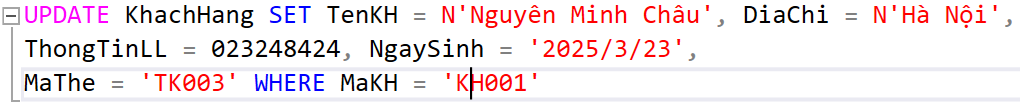 UPDATE KhachHang SET TenKH = N'Nguyên Minh Châu', DiaChi = N'Hà Nội',
ThongTinLL = 023248424, NgaySinh = '2025/3/23',
MaThe = 'TK003' WHERE MaKH = 'KH001'